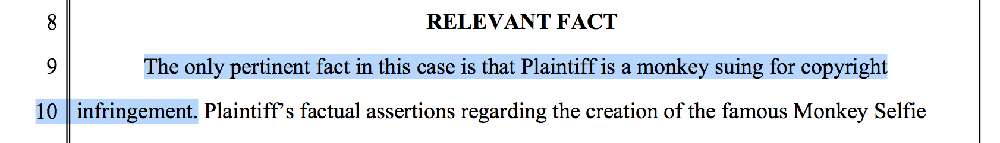 8 RELEVANT FACT
9 The only pertinent fact in this case is that Plaintiff is a monkey suing for copyright
10 infringement. Plaintiff’s factual assertions regarding the creation of the famous Monkey Selfie